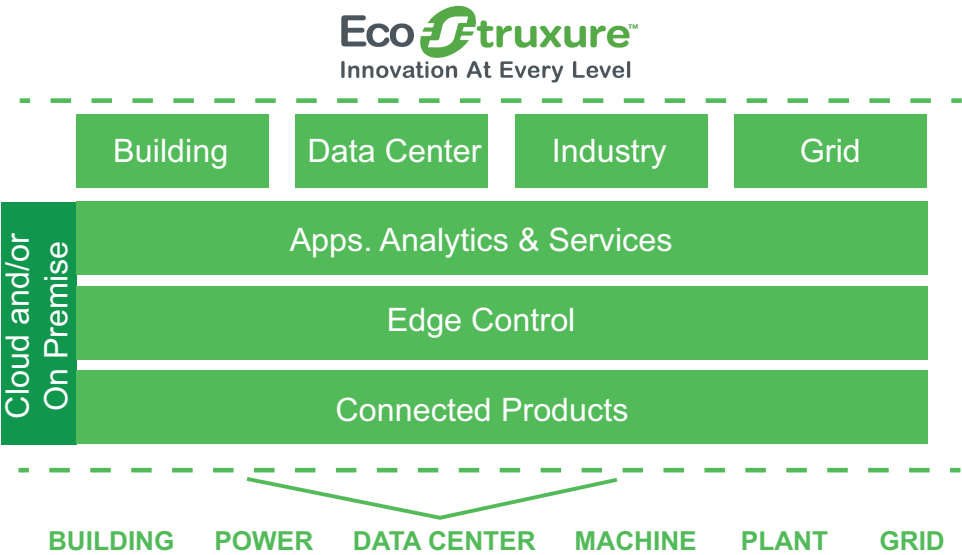 EcoStruxure™
Innovation At Every Level
Building Data Center Industry Grid
Cloud and/or
On Premise
Apps. Analytics & Services
Edge Control
Connected Products
BUILDING POWER DATA CENTER MACHINE PLANT GRID